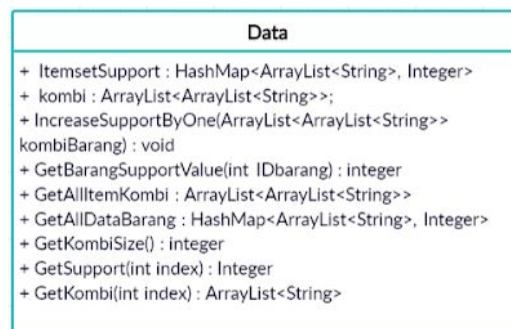 Data
+ ItemsetSupport : HashMap<ArrayList<String>, Integer>
+ kombi : ArrayList<ArrayList<String>>;
+ IncreaseSupportByOne(ArrayList<ArrayList<String>>
kombiBarang) : void
+ GetBarangSupportValue(int IDbarang) : integer
+ GetAllItemKombi : ArrayList<ArrayList<String>>
+ GetAllDataBarang : HashMap<ArrayList<String>, Integer>
+ GetKombiSize() : integer
+ GetSupport(int index) : Integer
+ GetKombi(int index) : ArrayList<String>